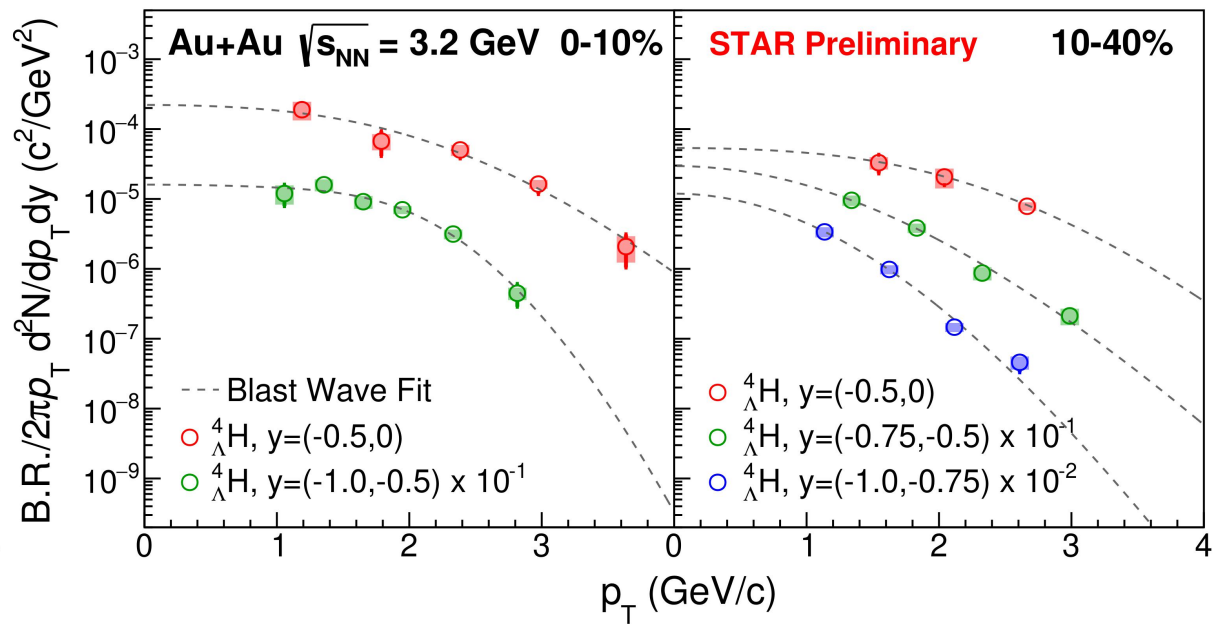 Au+Au √s_NN = 3.2 GeV 0-10%
STAR Preliminary 10-40%
B.R./2πp_T d²N/dp_Tdy (c²/GeV²)
10⁻³
10⁻⁴
10⁻⁵
10⁻⁶
10⁻⁷
10⁻⁸
10⁻⁹
Blast Wave Fit
⁴_ΛH, y=(-0.5,0)
⁴_ΛH, y=(-1.0,-0.5) x 10⁻¹
⁴_ΛH, y=(-0.5,0)
⁴_ΛH, y=(-0.75,-0.5) x 10⁻¹
⁴_ΛH, y=(-1.0,-0.75) x 10⁻²
0 1 2 3 0 1 2 3 4
p_T (GeV/c)